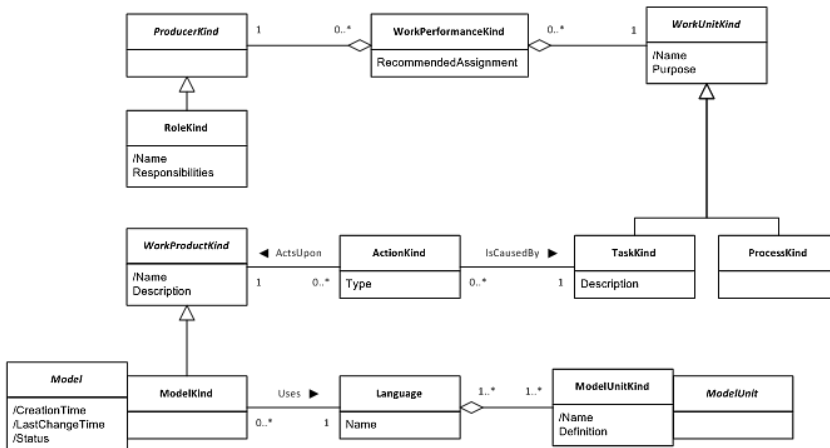 ProducerKind
1
0..*
WorkPerformanceKind
RecommendedAssignment
0..*
1
WorkUnitKind
/Name
Purpose
RoleKind
/Name
Responsibilities
WorkProductKind
/Name
Description
◄ ActsUpon
1
0..*
ActionKind
Type
IsCausedBy ►
0..*
1
TaskKind
Description
ProcessKind
Model
/CreationTime
/LastChangeTime
/Status
ModelKind
Uses ►
0..*
1
Language
Name
1..*
1..*
ModelUnitKind
/Name
Definition
ModelUnit